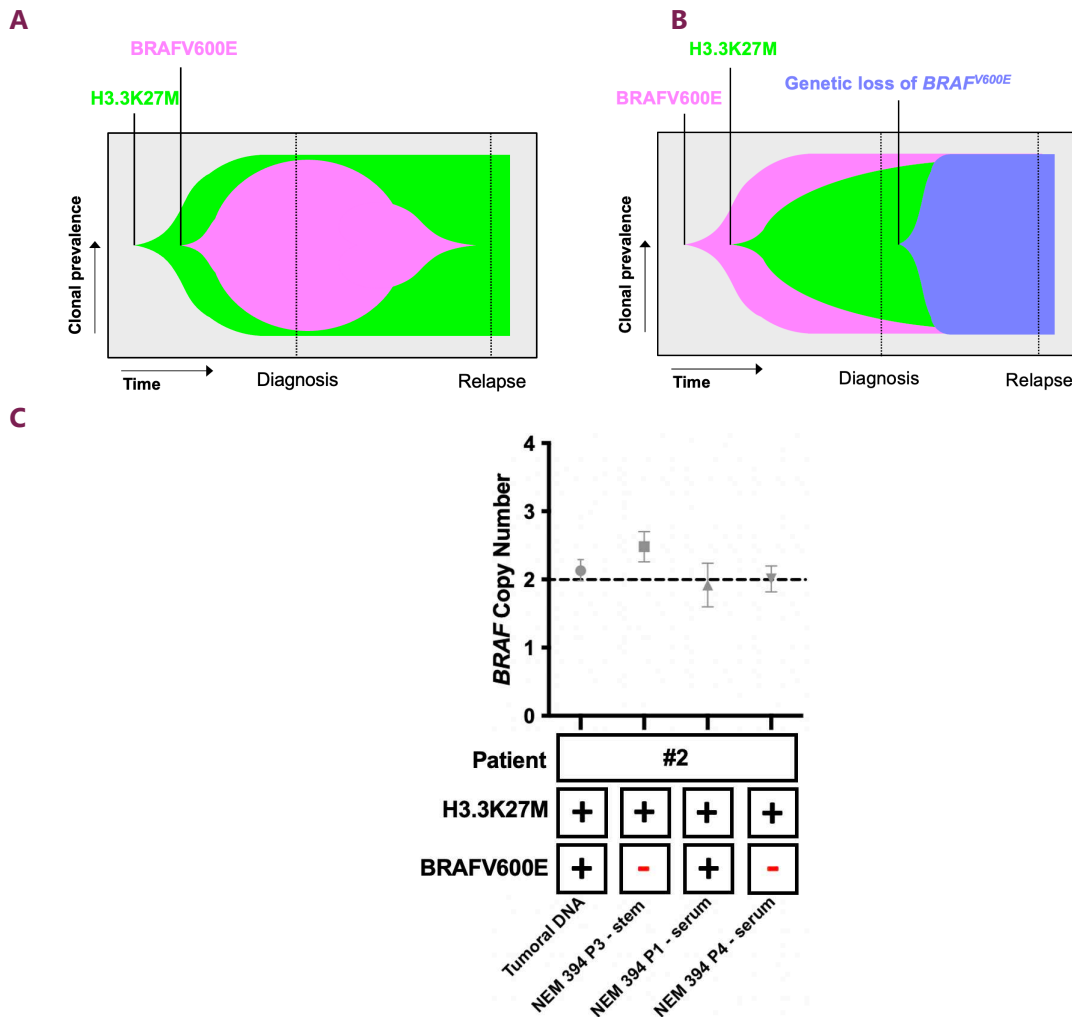 A
BRAFV600E
H3.3K27M
Clonal prevalence
Time
Diagnosis
Relapse
B
H3.3K27M
Genetic loss of BRAFV600E
BRAFV600E
Clonal prevalence
Time
Diagnosis
Relapse
C
BRAF Copy Number
4
3
2
1
0
Patient
#2
H3.3K27M
+ + + +
BRAFV600E
+ - + -
Tumoral DNA
NEM 394 P3 - stem
NEM 394 P1 - serum
NEM 394 P4 - serum